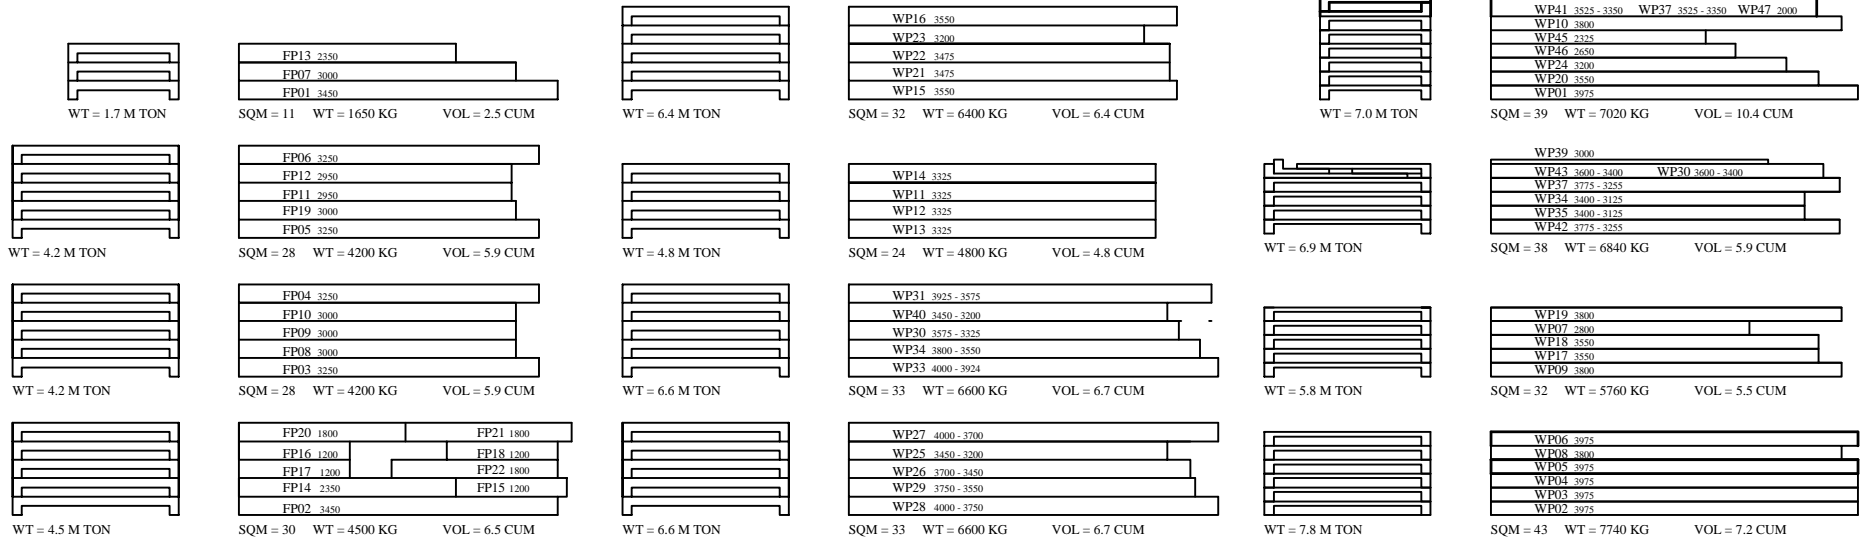 FP13 2350
FP07 3000
FP01 3450
WT = 1.7 M TON SQM = 11 WT = 1650 KG VOL = 2.5 CUM
FP06 3250
FP12 2950
FP11 2950
FP19 3000
FP05 3250
WT = 4.2 M TON SQM = 28 WT = 4200 KG VOL = 5.9 CUM
FP04 3250
FP10 3000
FP09 3000
FP08 3000
FP03 3250
WT = 4.2 M TON SQM = 28 WT = 4200 KG VOL = 5.9 CUM
FP20 1800 FP21 1800
FP16 1200 FP18 1200
FP17 1200 FP22 1800
FP14 2350 FP15 1200
FP02 3450
WT = 4.5 M TON SQM = 30 WT = 4500 KG VOL = 6.5 CUM
WP16 3550
WP23 3200
WP22 3475
WP21 3475
WP15 3550
WT = 6.4 M TON SQM = 32 WT = 6400 KG VOL = 6.4 CUM
WP14 3325
WP11 3325
WP12 3325
WP13 3325
WT = 4.8 M TON SQM = 24 WT = 4800 KG VOL = 4.8 CUM
WP31 3925 - 3575
WP40 3450 - 3200
WP30 3575 - 3325
WP34 3800 - 3550
WP33 4000 - 3924
WT = 6.6 M TON SQM = 33 WT = 6600 KG VOL = 6.7 CUM
WP27 4000 - 3700
WP25 3450 - 3200
WP26 3700 - 3450
WP29 3750 - 3550
WP28 4000 - 3750
WT = 6.6 M TON SQM = 33 WT = 6600 KG VOL = 6.7 CUM
WP41 3525 - 3350 WP37 3525 - 3350 WP47 2000
WP10 3800
WP45 2325
WP46 2650
WP24 3200
WP20 3550
WP01 3975
WT = 7.0 M TON SQM = 39 WT = 7020 KG VOL = 10.4 CUM
WP39 3000
WP43 3600 - 3400 WP30 3600 - 3400
WP37 3775 - 3255
WP34 3400 - 3125
WP35 3400 - 3125
WP42 3775 - 3255
WT = 6.9 M TON SQM = 38 WT = 6840 KG VOL = 5.9 CUM
WP19 3800
WP07 2800
WP18 3550
WP17 3550
WP09 3800
WT = 5.8 M TON SQM = 32 WT = 5760 KG VOL = 5.5 CUM
WP06 3975
WP08 3800
WP05 3975
WP04 3975
WP03 3975
WP02 3975
WT = 7.8 M TON SQM = 43 WT = 7740 KG VOL = 7.2 CUM